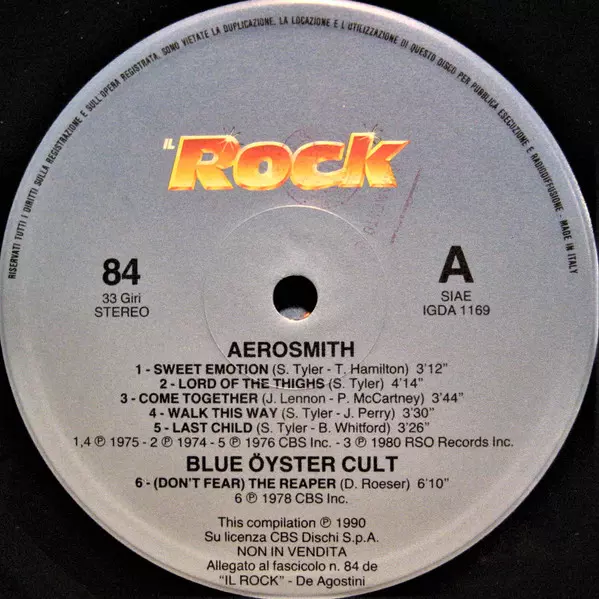 RISERVATI TUTTI I DIRITTI SULLA REGISTRAZIONE E SULL'OPERA REGISTRATA. SONO VIETATE LA DUPLICAZIONE, LA LOCAZIONE E L'UTILIZZAZIONE DI QUESTO DISCO PER PUBBLICA ESECUZIONE E RADIODIFFUSIONE - MADE IN ITALY
IL Rock
84
33 Giri
STEREO
A
SIAE
IGDA 1169
AEROSMITH
1 - SWEET EMOTION (S. Tyler - T. Hamilton) 3'12"
2 - LORD OF THE THIGHS (S. Tyler) 4'14"
3 - COME TOGETHER (J. Lennon - P. McCartney) 3'44"
4 - WALK THIS WAY (S. Tyler - J. Perry) 3'30"
5 - LAST CHILD (S. Tyler - B. Whitford) 3'26"
1,4 ℗ 1975 - 2 ℗ 1974 - 5 ℗ 1976 CBS Inc. - 3 ℗ 1980 RSO Records Inc.
BLUE ÖYSTER CULT
6 - (DON'T FEAR) THE REAPER (D. Roeser) 6'10"
6 ℗ 1978 CBS Inc.
This compilation ℗ 1990
Su licenza CBS Dischi S.p.A.
NON IN VENDITA
Allegato al fascicolo n. 84 de
"IL ROCK" - De Agostini